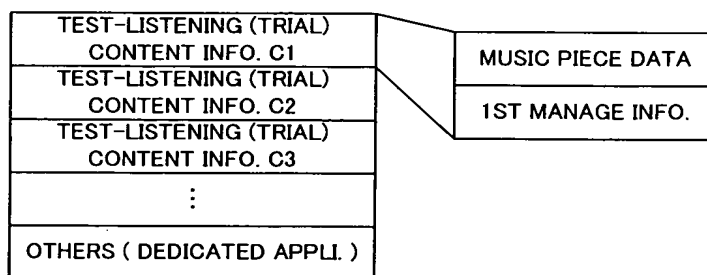 TEST-LISTENING (TRIAL)
CONTENT INFO. C1
TEST-LISTENING (TRIAL)
CONTENT INFO. C2
TEST-LISTENING (TRIAL)
CONTENT INFO. C3
⋮
OTHERS ( DEDICATED APPLI. )
MUSIC PIECE DATA
1ST MANAGE INFO.